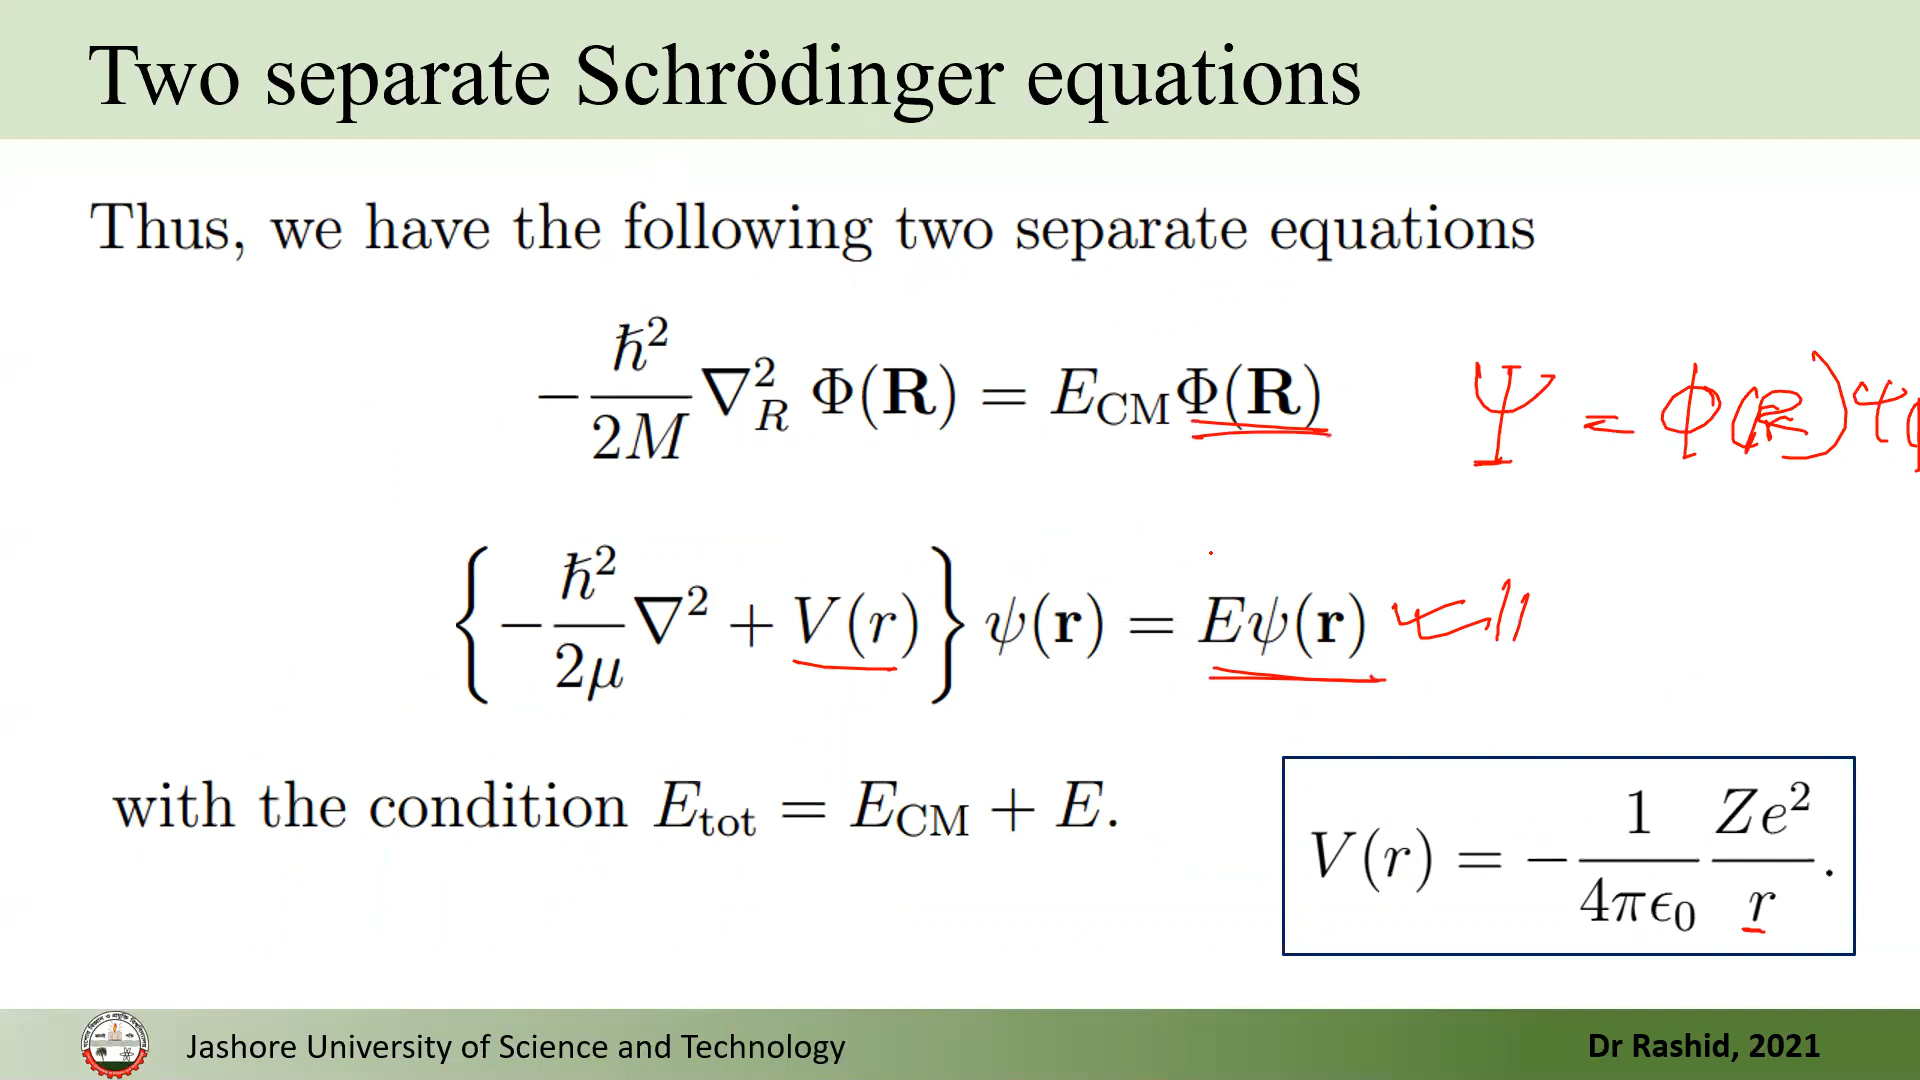 Two separate Schrödinger equations
Thus, we have the following two separate equations
−ħ²/2M ∇²_R Φ(R) = E_CM Φ(R)
Ψ = Φ(R) ψ(
{−ħ²/2μ ∇² + V(r)} ψ(r) = Eψ(r)
with the condition E_tot = E_CM + E.
V(r) = − 1/4πϵ₀ Ze²/r.
Jashore University of Science and Technology
Dr Rashid, 2021